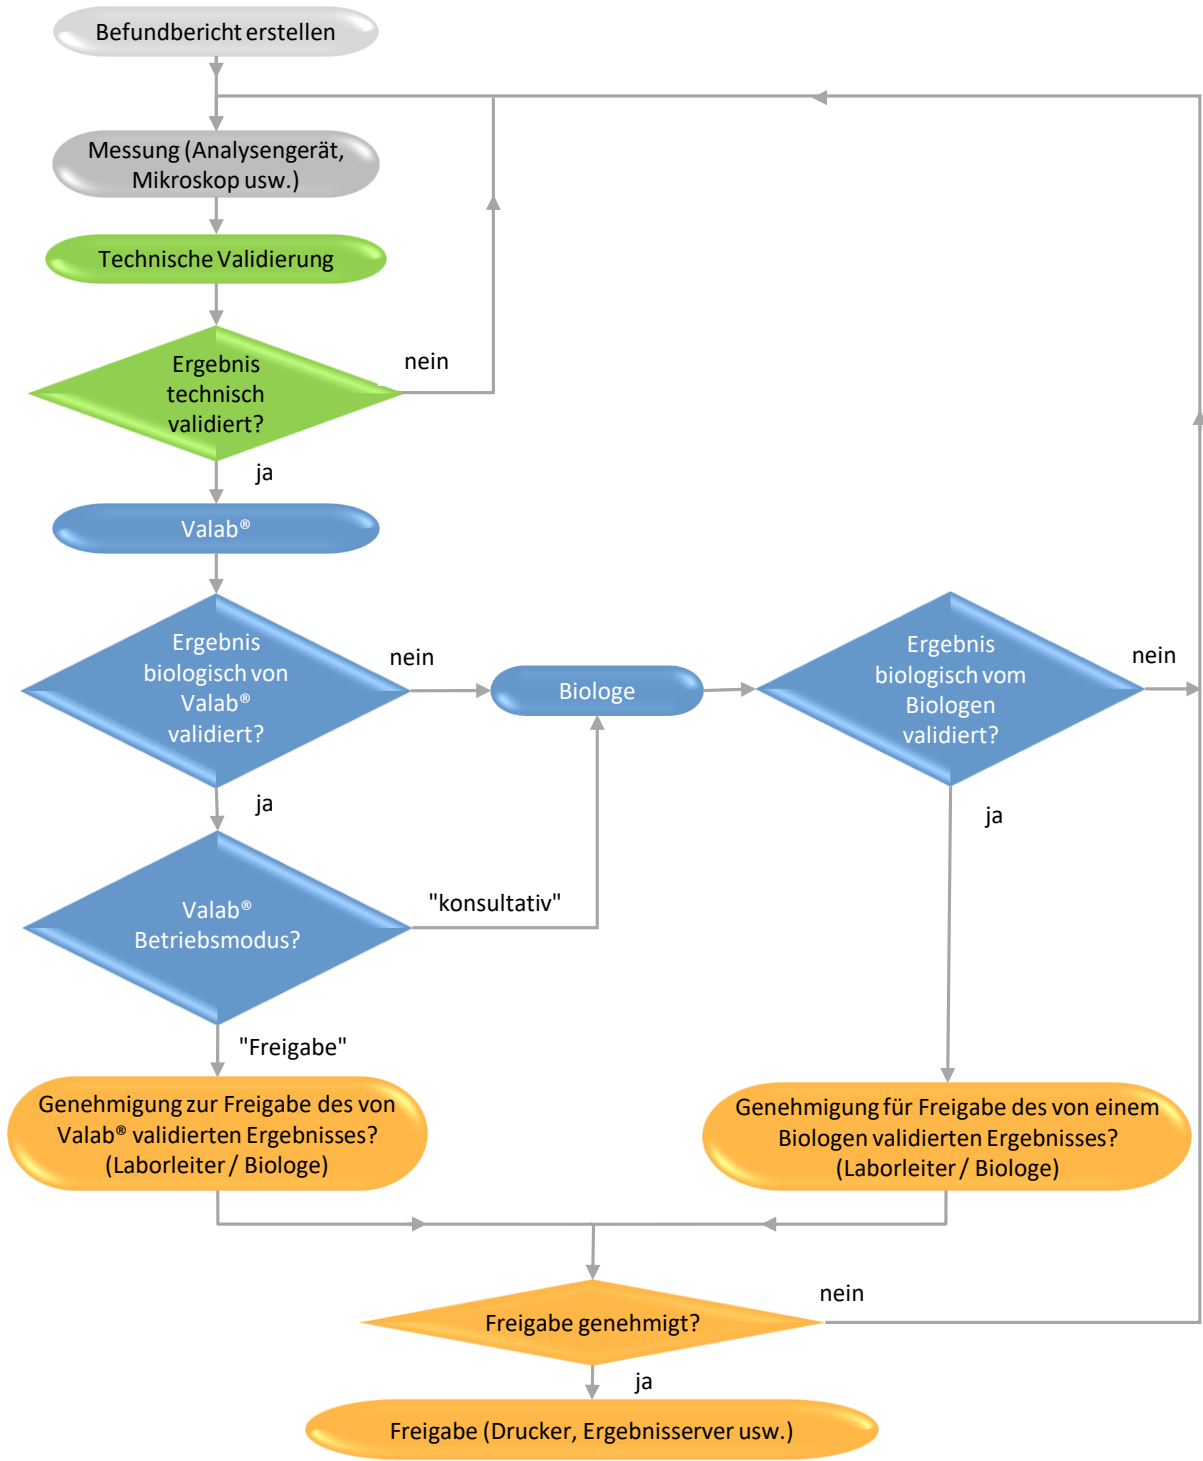 Befundbericht erstellen
Messung (Analysengerät,
Mikroskop usw.)
Technische Validierung
Ergebnis
technisch
validiert?
nein
ja
Valab®
Ergebnis
biologisch von
Valab®
validiert?
nein
Biologe
Ergebnis
biologisch vom
Biologen
validiert?
nein
ja
ja
Valab®
Betriebsmodus?
"konsultativ"
"Freigabe"
Genehmigung zur Freigabe des von
Valab® validierten Ergebnisses?
(Laborleiter / Biologe)
Genehmigung für Freigabe des von einem
Biologen validierten Ergebnisses?
(Laborleiter / Biologe)
Freigabe genehmigt?
nein
ja
Freigabe (Drucker, Ergebnisserver usw.)